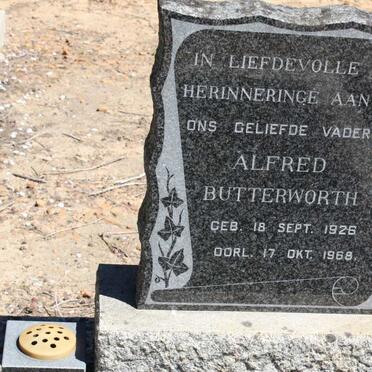 IN LIEFDEVOLLE
HERINNERINGE AAN
ONS GELIEFDE VADER
ALFRED
BUTTERWORTH
GEB. 18 SEPT. 1926
OORL. 17 OKT. 1968.